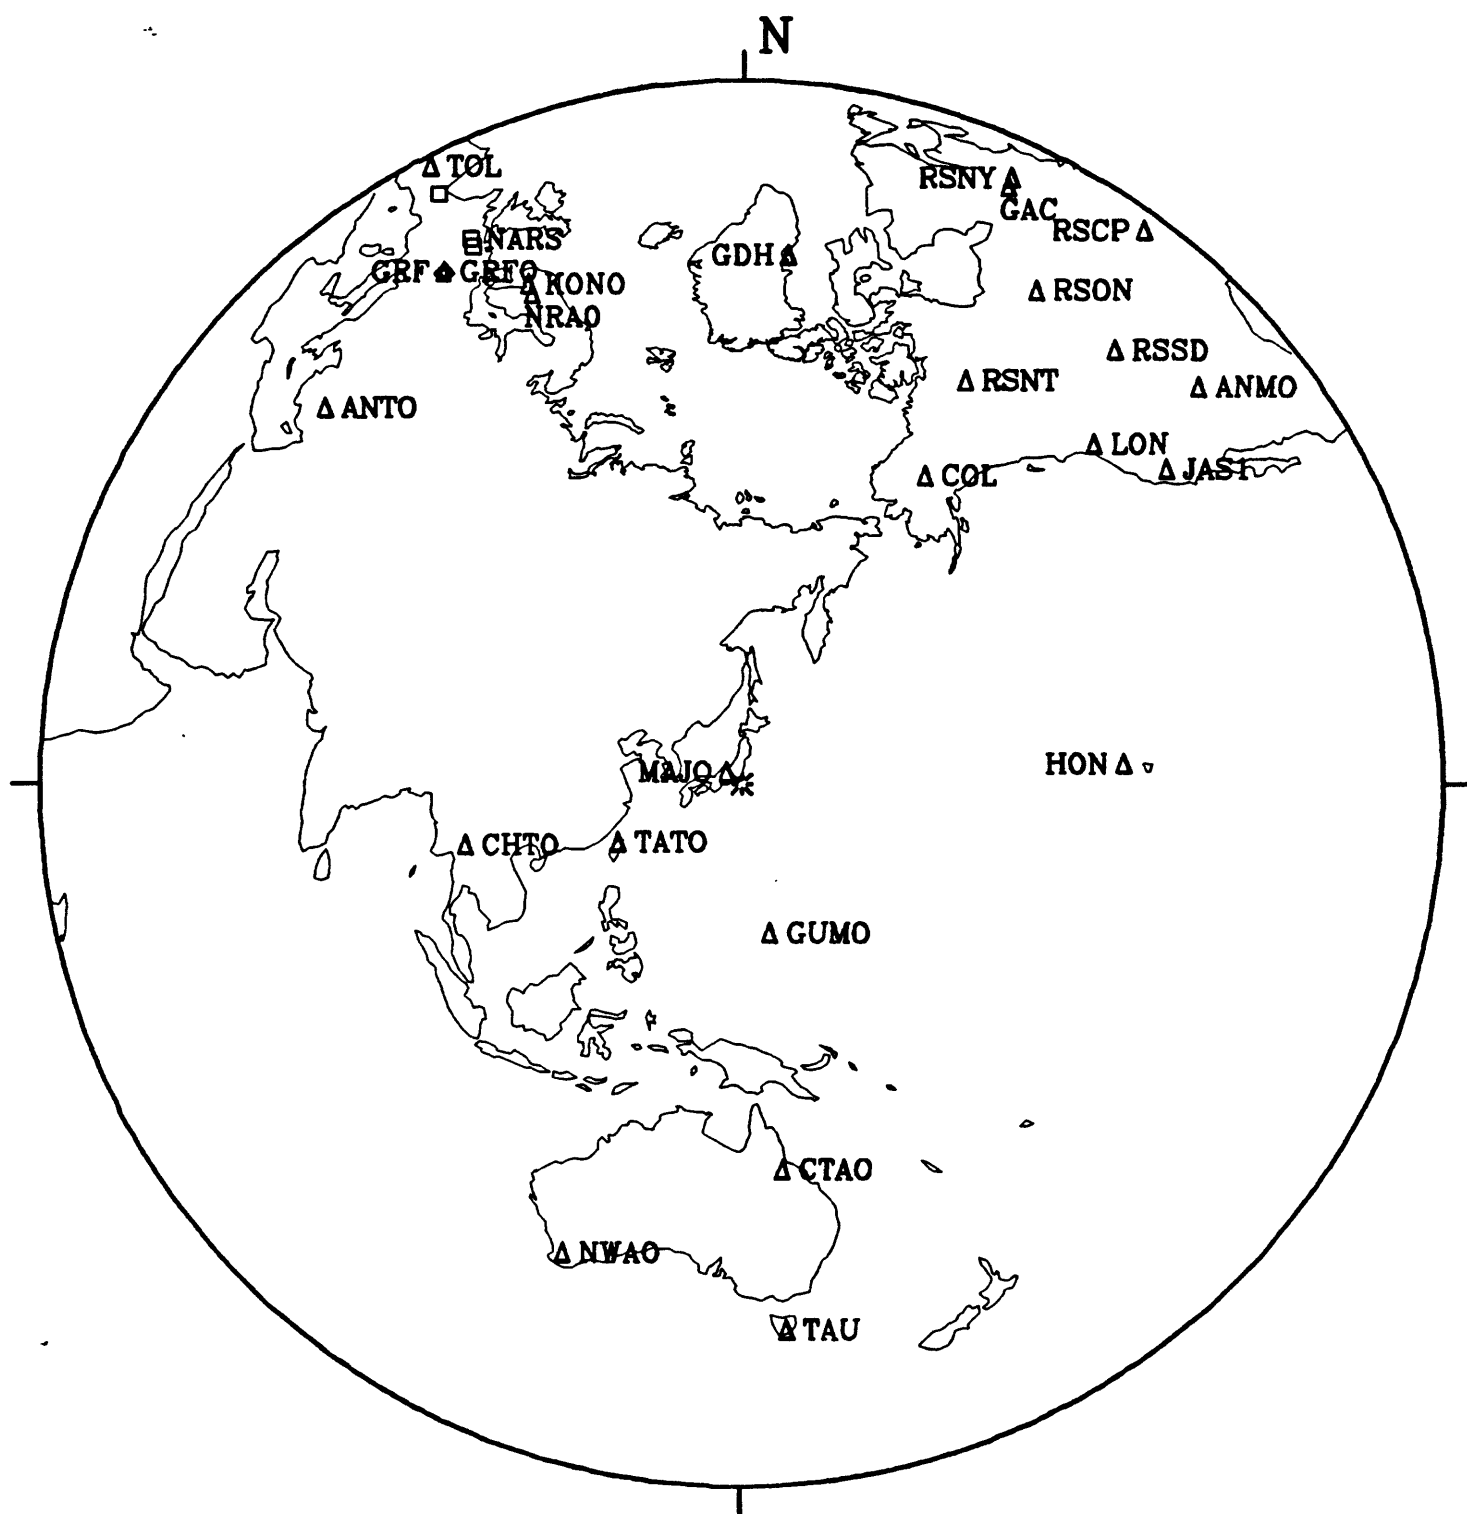 N
TOL
RSNY
GAC
RSCP
NARS
GDH
GRF GRFO
KONO
RSON
NRAO
RSSD
RSNT
ANMO
ANTO
LON
JAS1
COL
HON
MAJO
CHTO
TATO
GUMO
CTAO
NWAO
TAU